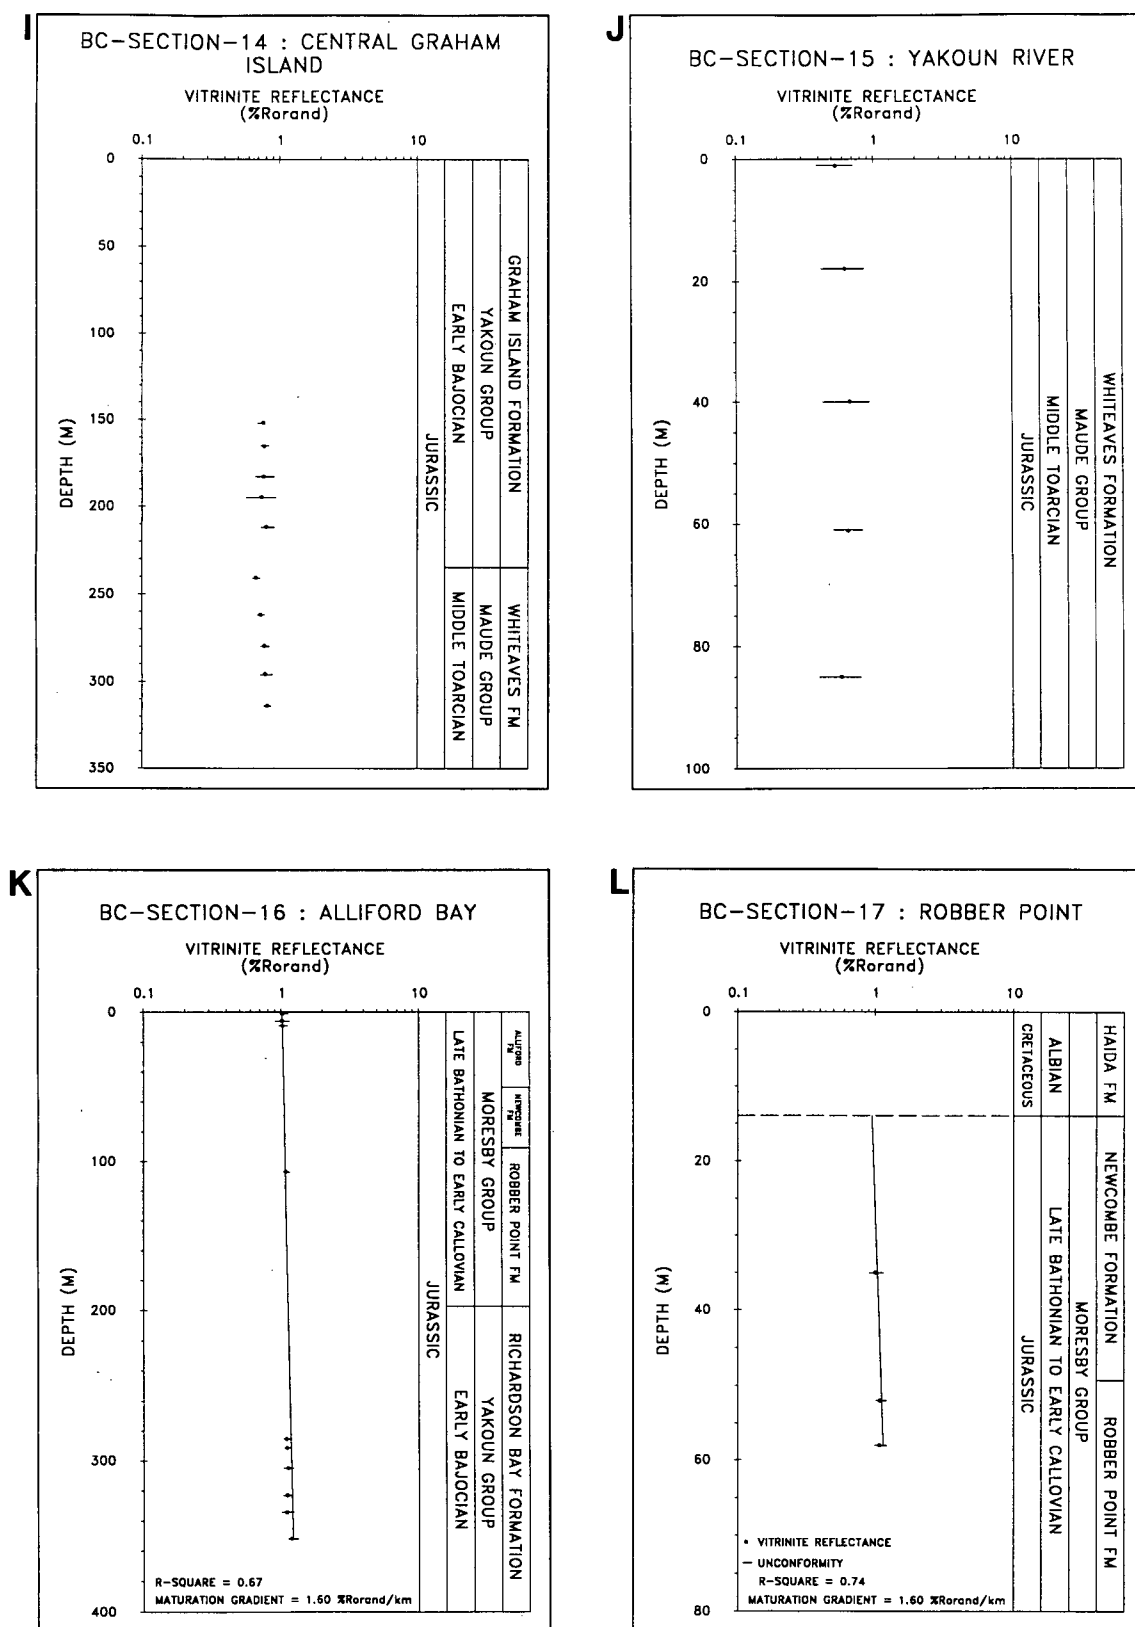 I
BC-SECTION-14 : CENTRAL GRAHAM
ISLAND
VITRINITE REFLECTANCE
(%Rorand)
0.1 1 10
0
50
100
150
200
250
300
350
DEPTH (M)
JURASSIC
EARLY BAJOCIAN
MIDDLE TOARCIAN
YAKOUN GROUP
MAUDE GROUP
GRAHAM ISLAND FORMATION
WHITEAVES FM
J
BC-SECTION-15 : YAKOUN RIVER
VITRINITE REFLECTANCE
(%Rorand)
0.1 1 10
0
20
40
60
80
100
DEPTH (M)
JURASSIC
MIDDLE TOARCIAN
MAUDE GROUP
WHITEAVES FORMATION
K
BC-SECTION-16 : ALLIFORD BAY
VITRINITE REFLECTANCE
(%Rorand)
0.1 1 10
0
100
200
300
400
DEPTH (M)
JURASSIC
LATE BATHONIAN TO EARLY CALLOVIAN
EARLY BAJOCIAN
MORESBY GROUP
YAKOUN GROUP
ALLIFORD
FM
NEWCOMBE
FM
ROBBER POINT FM
RICHARDSON BAY FORMATION
R-SQUARE = 0.67
MATURATION GRADIENT = 1.60 %Rorand/km
L
BC-SECTION-17 : ROBBER POINT
VITRINITE REFLECTANCE
(%Rorand)
0.1 1 10
0
20
40
60
80
DEPTH (M)
CRETACEOUS
JURASSIC
ALBIAN
LATE BATHONIAN TO EARLY CALLOVIAN
MORESBY GROUP
HAIDA FM
NEWCOMBE FORMATION
ROBBER POINT FM
• VITRINITE REFLECTANCE
— UNCONFORMITY
R-SQUARE = 0.74
MATURATION GRADIENT = 1.60 %Rorand/km